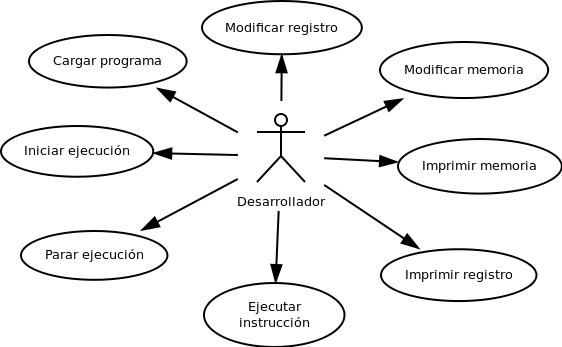 Modificar registro
Cargar programa
Modificar memoria
Iniciar ejecución
Imprimir memoria
Desarrollador
Parar ejecución
Imprimir registro
Ejecutar
instrucción